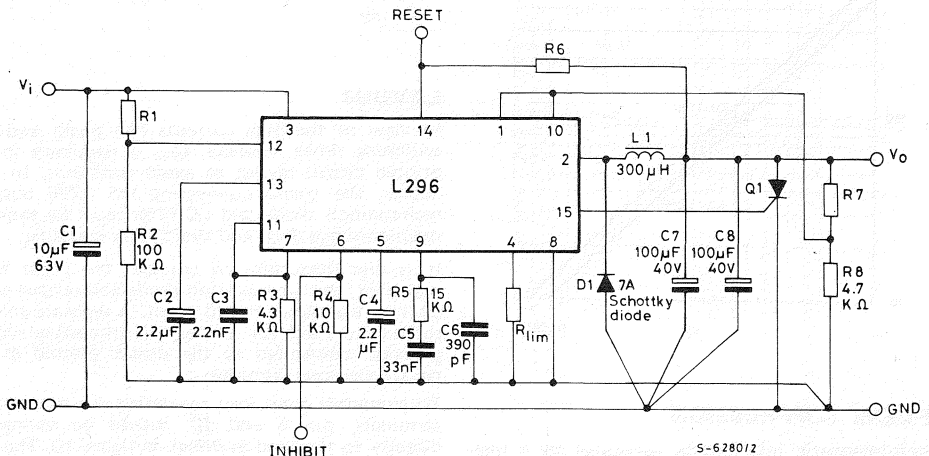 RESET
R6
Vi
R1
3
14
1
10
12
2
L1
300µH
Vo
13
L296
Q1
R7
11
15
C1
10µF
63V
R2
100
KΩ
7
6
5
9
4
8
C7
100µF
40V
C8
100µF
40V
C2
2.2µF
C3
2.2nF
R3
4.3
KΩ
R4
10
KΩ
C4
2.2
µF
R5
15
KΩ
C5
33nF
C6
390
pF
Rlim
D1
7A
Schottky
diode
R8
4.7
KΩ
GND
GND
INHIBIT
S-6280/2